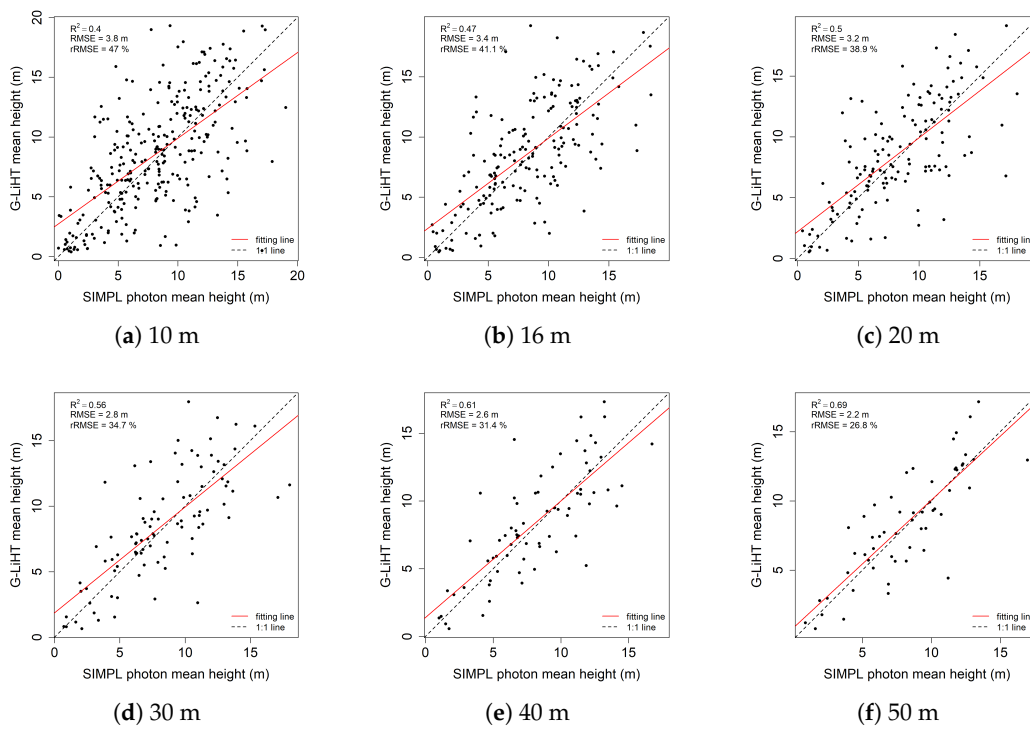 R² = 0.4
RMSE = 3.8 m
rRMSE = 47 %
G-LiHT mean height (m)
0 5 10 15 20
fitting line
1:1 line
0 5 10 15 20
SIMPL photon mean height (m)
(a) 10 m
R² = 0.47
RMSE = 3.4 m
rRMSE = 41.1 %
G-LiHT mean height (m)
0 5 10 15
fitting line
1:1 line
0 5 10 15
SIMPL photon mean height (m)
(b) 16 m
R² = 0.5
RMSE = 3.2 m
rRMSE = 38.9 %
G-LiHT mean height (m)
0 5 10 15
fitting line
1:1 line
0 5 10 15
SIMPL photon mean height (m)
(c) 20 m
R² = 0.56
RMSE = 2.8 m
rRMSE = 34.7 %
G-LiHT mean height (m)
0 5 10 15
fitting line
1:1 line
0 5 10 15
SIMPL photon mean height (m)
(d) 30 m
R² = 0.61
RMSE = 2.6 m
rRMSE = 31.4 %
G-LiHT mean height (m)
0 5 10 15
fitting line
1:1 line
0 5 10 15
SIMPL photon mean height (m)
(e) 40 m
R² = 0.69
RMSE = 2.2 m
rRMSE = 26.8 %
G-LiHT mean height (m)
5 10 15
fitting line
1:1 line
5 10 15
SIMPL photon mean height (m)
(f) 50 m